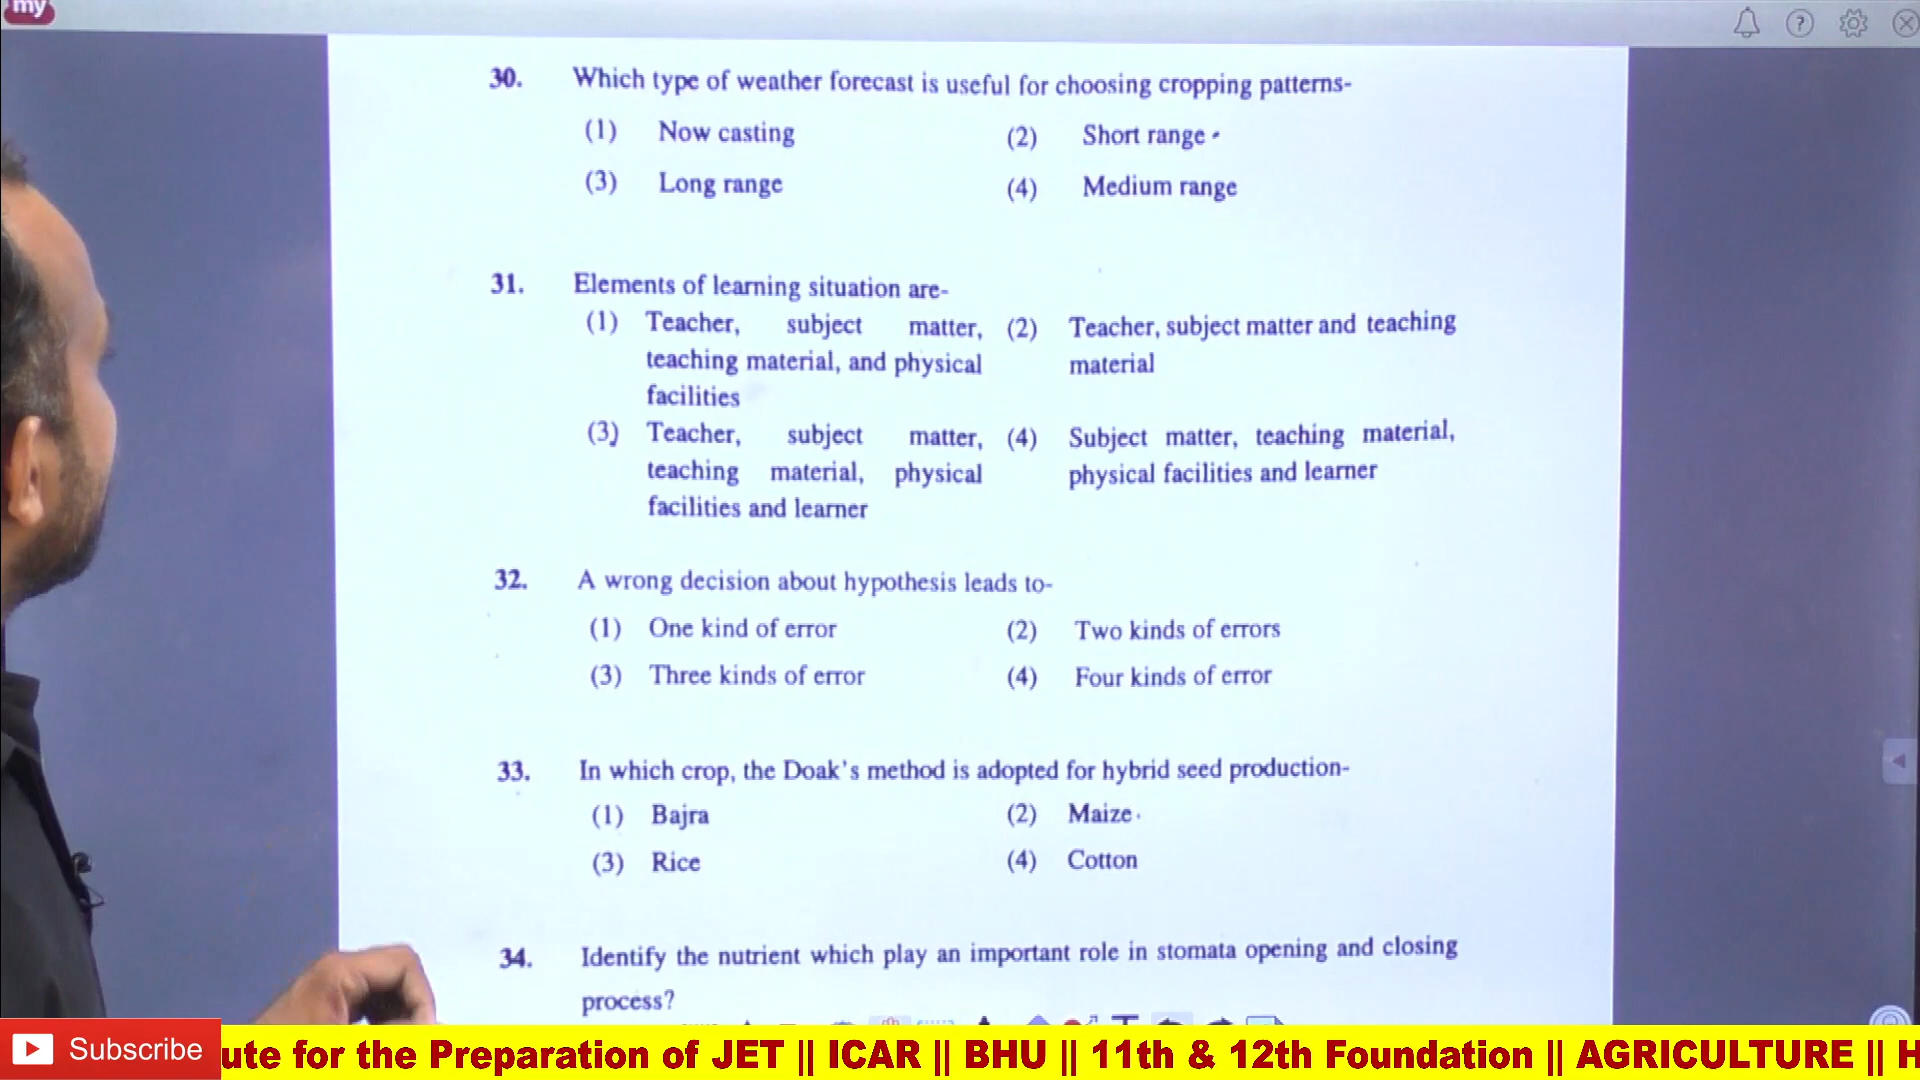 my
30. Which type of weather forecast is useful for choosing cropping patterns-
(1) Now casting (2) Short range
(3) Long range (4) Medium range
31. Elements of learning situation are-
(1) Teacher, subject matter, (2) Teacher, subject matter and teaching
teaching material, and physical material
facilities
(3) Teacher, subject matter, (4) Subject matter, teaching material,
teaching material, physical physical facilities and learner
facilities and learner
32. A wrong decision about hypothesis leads to-
(1) One kind of error (2) Two kinds of errors
(3) Three kinds of error (4) Four kinds of error
33. In which crop, the Doak's method is adopted for hybrid seed production-
(1) Bajra (2) Maize
(3) Rice (4) Cotton
34. Identify the nutrient which play an important role in stomata opening and closing
process?
Subscribe ute for the Preparation of JET || ICAR || BHU || 11th & 12th Foundation || AGRICULTURE || H